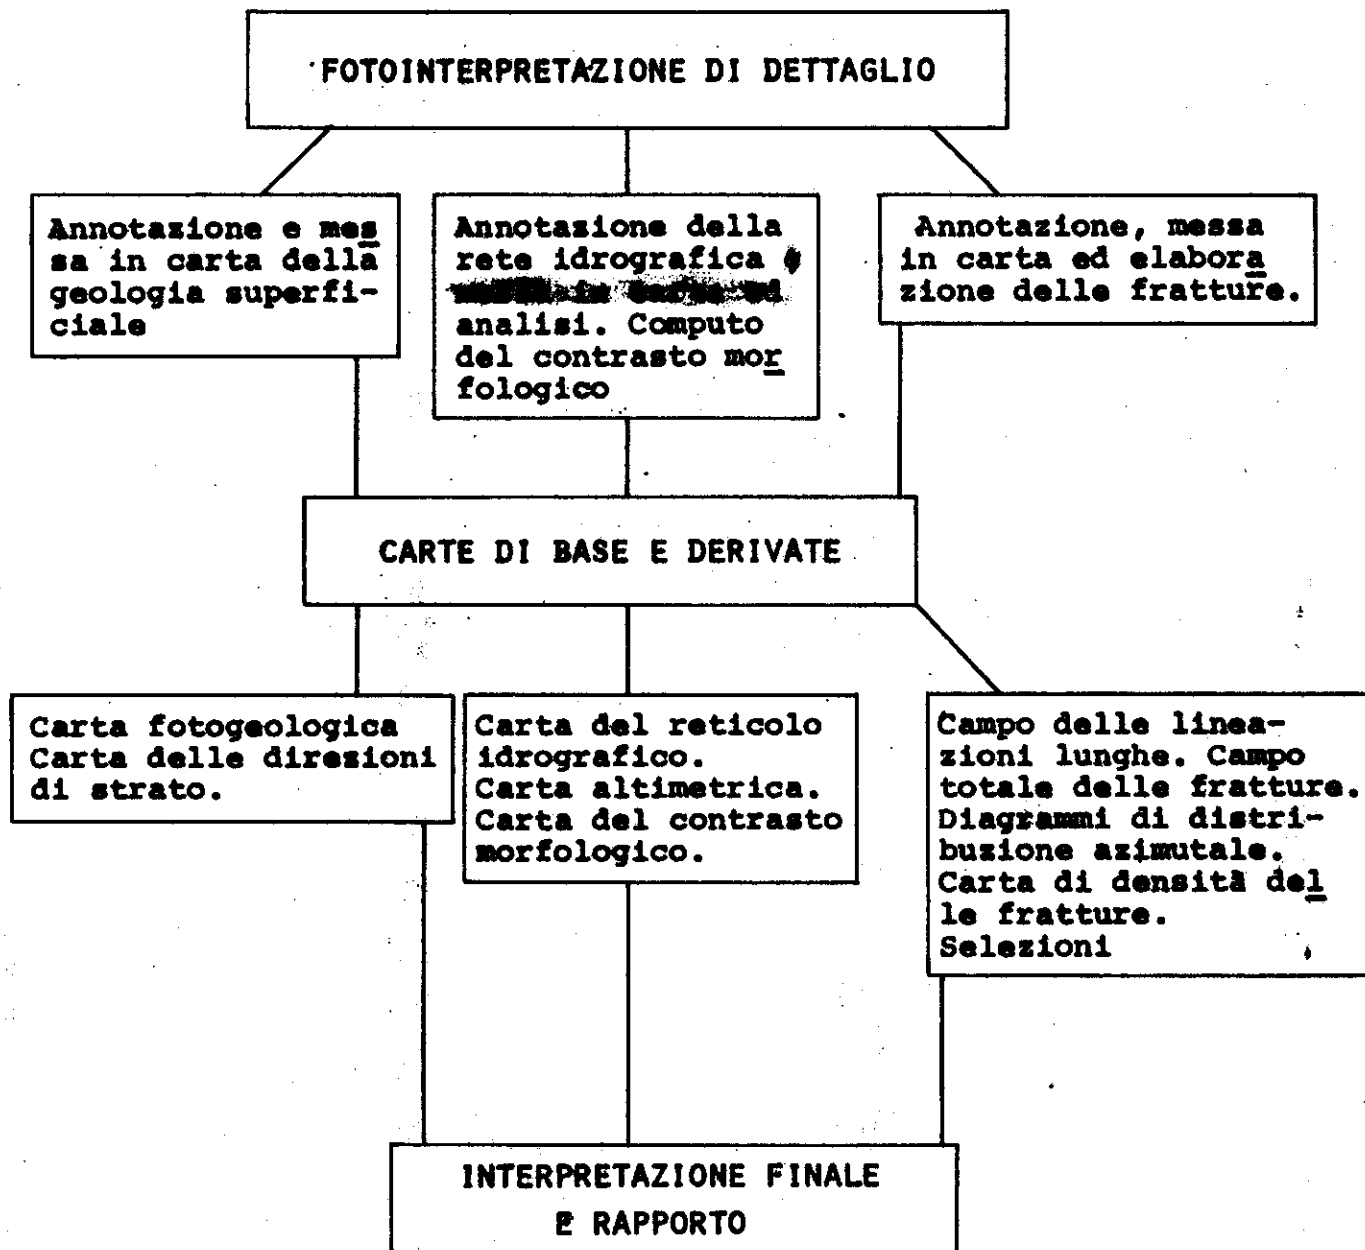 FOTOINTERPRETAZIONE DI DETTAGLIO
Annotazione e mes
sa in carta della
geologia superfi-
ciale
Annotazione della
rete idrografica
in carta ed
analisi. Computo
del contrasto mor
fologico
Annotazione, messa
in carta ed elabora
zione delle fratture.
CARTE DI BASE E DERIVATE
Carta fotogeologica
Carta delle direzioni
di strato.
Carta del reticolo
idrografico.
Carta altimetrica.
Carta del contrasto
morfologico.
Campo delle linea-
zioni lunghe. Campo
totale delle fratture.
Diagrammi di distri-
buzione azimutale.
Carta di densità del
le fratture.
Selezioni
INTERPRETAZIONE FINALE
E RAPPORTO